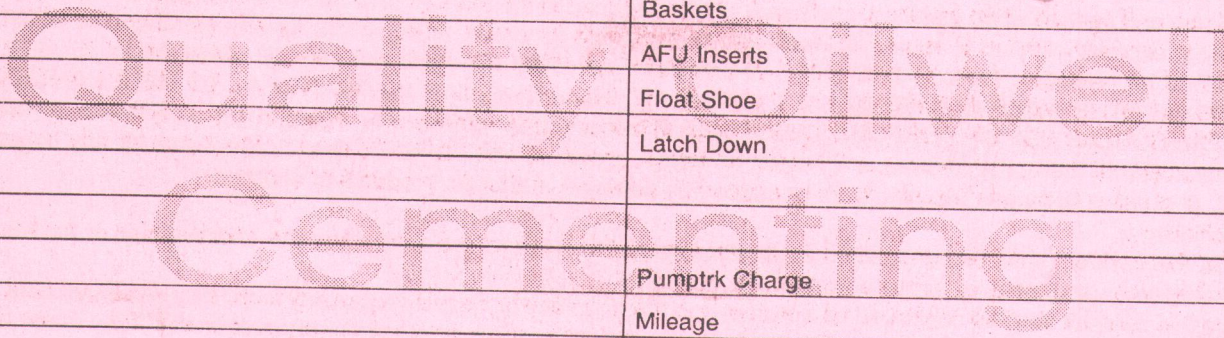 Baskets
AFU Inserts
Float Shoe
Latch Down
Pumptrk Charge
Mileage
Quality Oilwell
Cementing